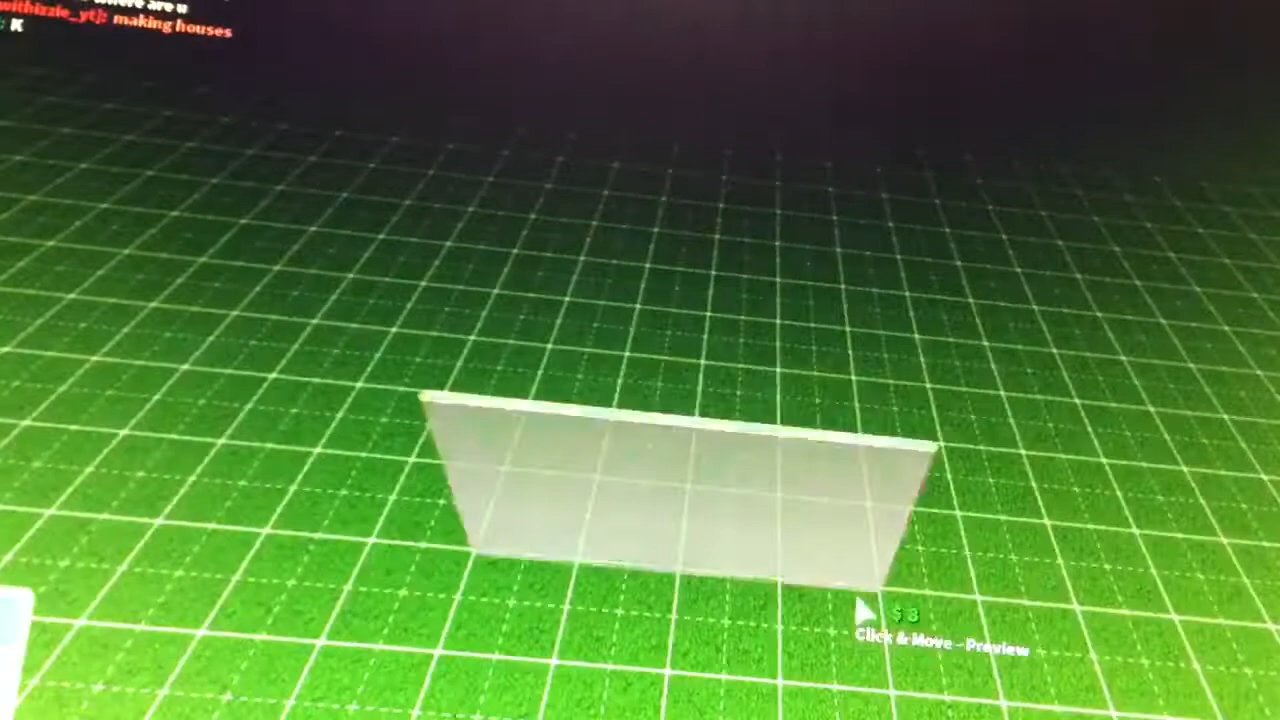 where are u
withizzie_yt]: making houses
: K
$ 3
Click & Move - Preview